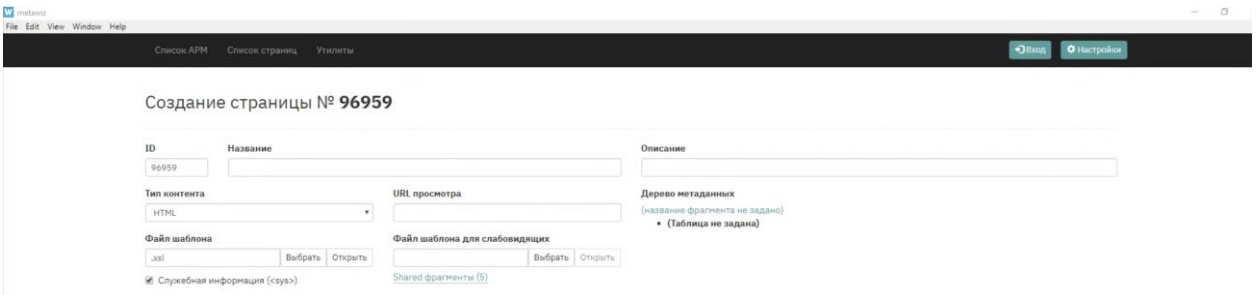 W metawiz
File Edit View Window Help
Список АРМ Список страниц Утилиты Вход Настройки
Создание страницы № 96959
ID Название Описание
96959
Тип контента URL просмотра Дерево метаданных
HTML (название фрагмента не задано)
• (Таблица не задана)
Файл шаблона Файл шаблона для слабовидящих
.xsl Выбрать Открыть Выбрать Открыть
Служебная информация (<sys>) Shared фрагменты (5)